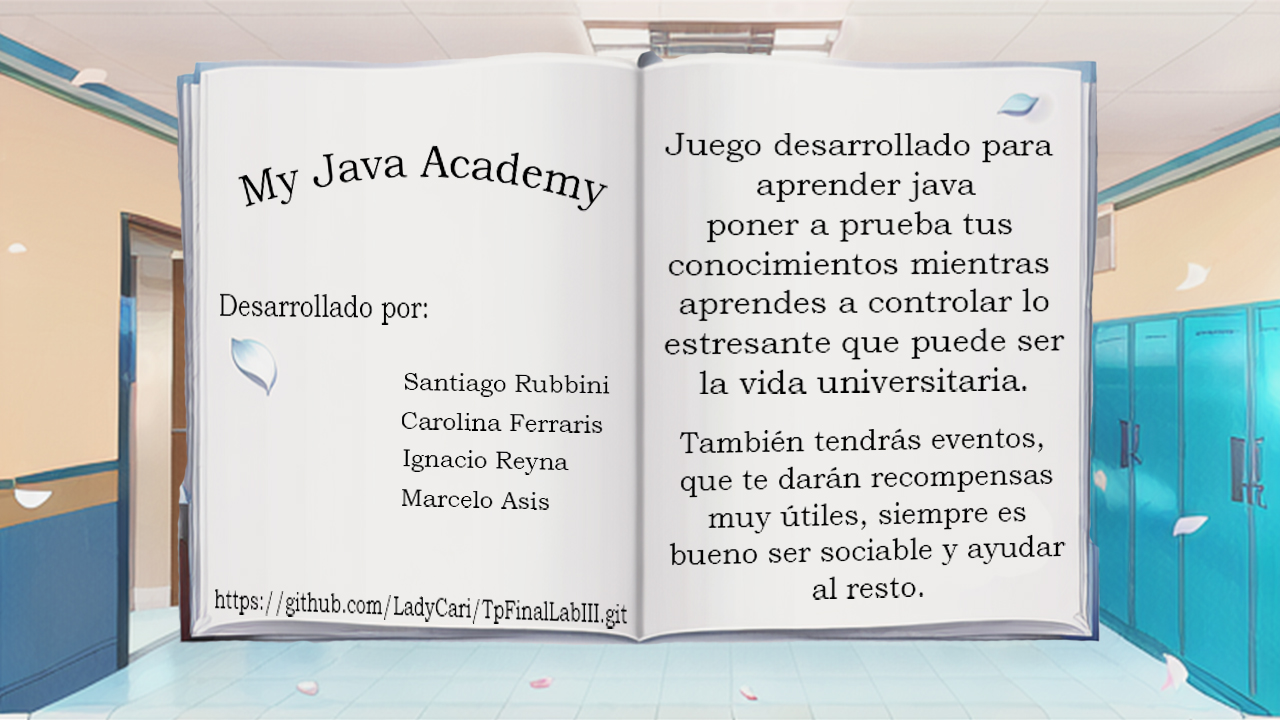 My Java Academy
Desarrollado por:
Santiago Rubbini
Carolina Ferraris
Ignacio Reyna
Marcelo Asis
https://github.com/LadyCari/TpFinalLabIII.git
Juego desarrollado para
aprender java
poner a prueba tus
conocimientos mientras
aprendes a controlar lo
estresante que puede ser
la vida universitaria.
También tendrás eventos,
que te darán recompensas
muy útiles, siempre es
bueno ser sociable y ayudar
al resto.